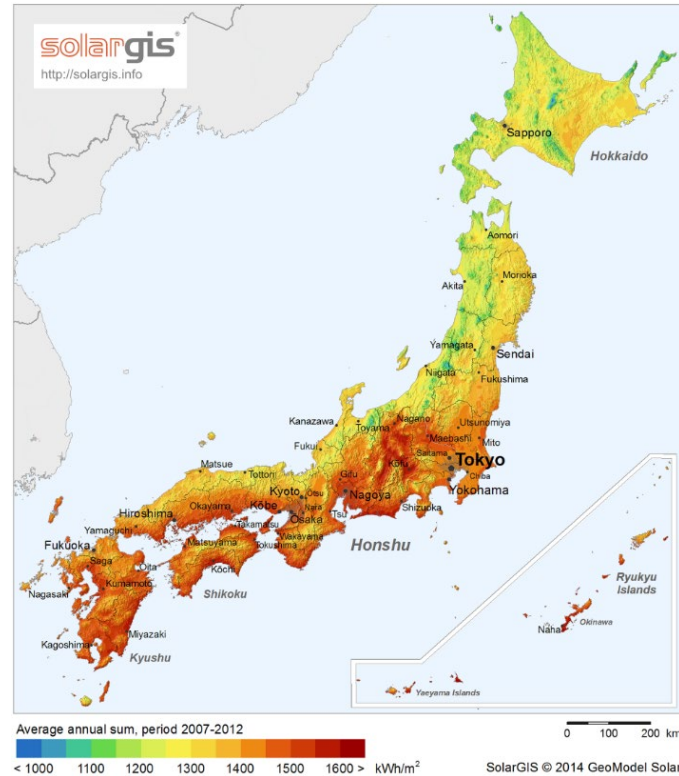 solargis
http://solargis.info
Sapporo
Hokkaido
Aomori
Morioka
Akita
Yamagata
Sendai
Niigata
Fukushima
Kanazawa
Toyama
Nagano
Utsunomiya
Maebashi
Mito
Fukui
Saitama
Tokyo
Matsue
Tottori
Gifu
Kōfu
Chiba
Kyoto
Ōtsu
Nagoya
Yokohama
Hiroshima
Okayama
Kōbe
Nara
Osaka
Tsu
Shizuoka
Yamaguchi
Takamatsu
Fukuoka
Matsuyama
Tokushima
Wakayama
Honshu
Saga
Oita
Kōchi
Nagasaki
Kumamoto
Shikoku
Ryukyu
Islands
Miyazaki
Naha
Okinawa
Kagoshima
Kyushu
Yaeyama Islands
Average annual sum, period 2007-2012
0 100 200 km
< 1000 1100 1200 1300 1400 1500 1600 > kWh/m²
SolarGIS © 2014 GeoModel Solar